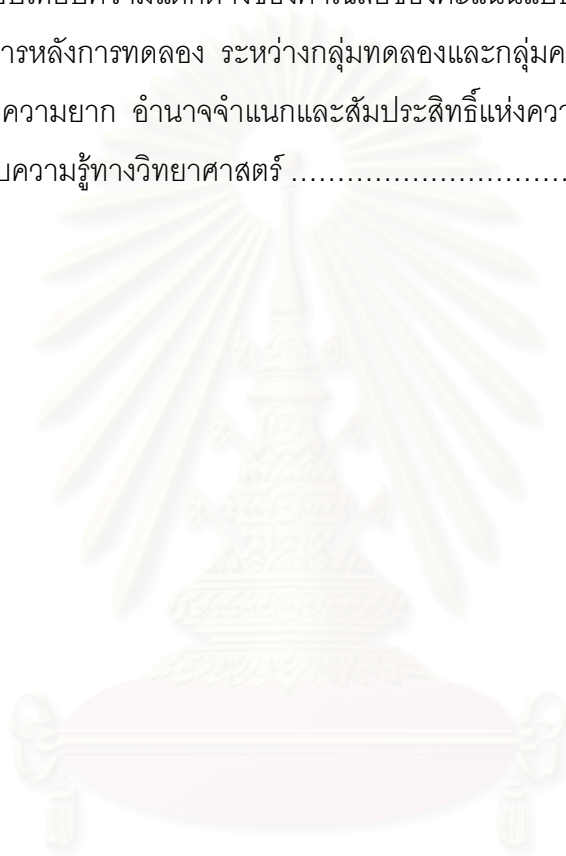 ารหลังการทดลอง ระหว่างกลุ่มทดลองและกลุ่มค
ความยาก อำนาจจำแนกและสัมประสิทธิ์แห่งควา
บความรู้ทางวิทยาศาสตร์ ..............................